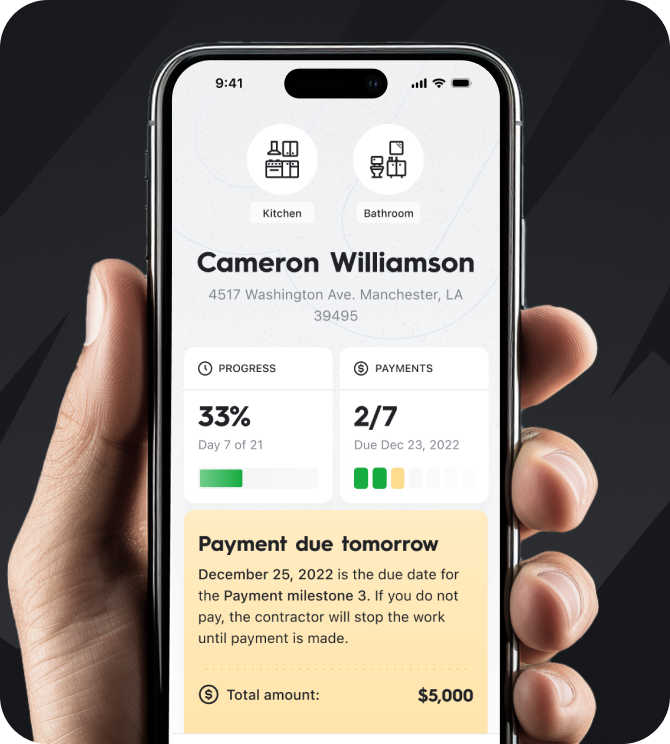 9:41
Kitchen
Bathroom
Cameron Williamson
4517 Washington Ave. Manchester, LA
39495
PROGRESS
33%
Day 7 of 21
PAYMENTS
2/7
Due Dec 23, 2022
Payment due tomorrow
December 25, 2022 is the due date for
the Payment milestone 3. If you do not
pay, the contractor will stop the work
until payment is made.
Total amount:
$5,000